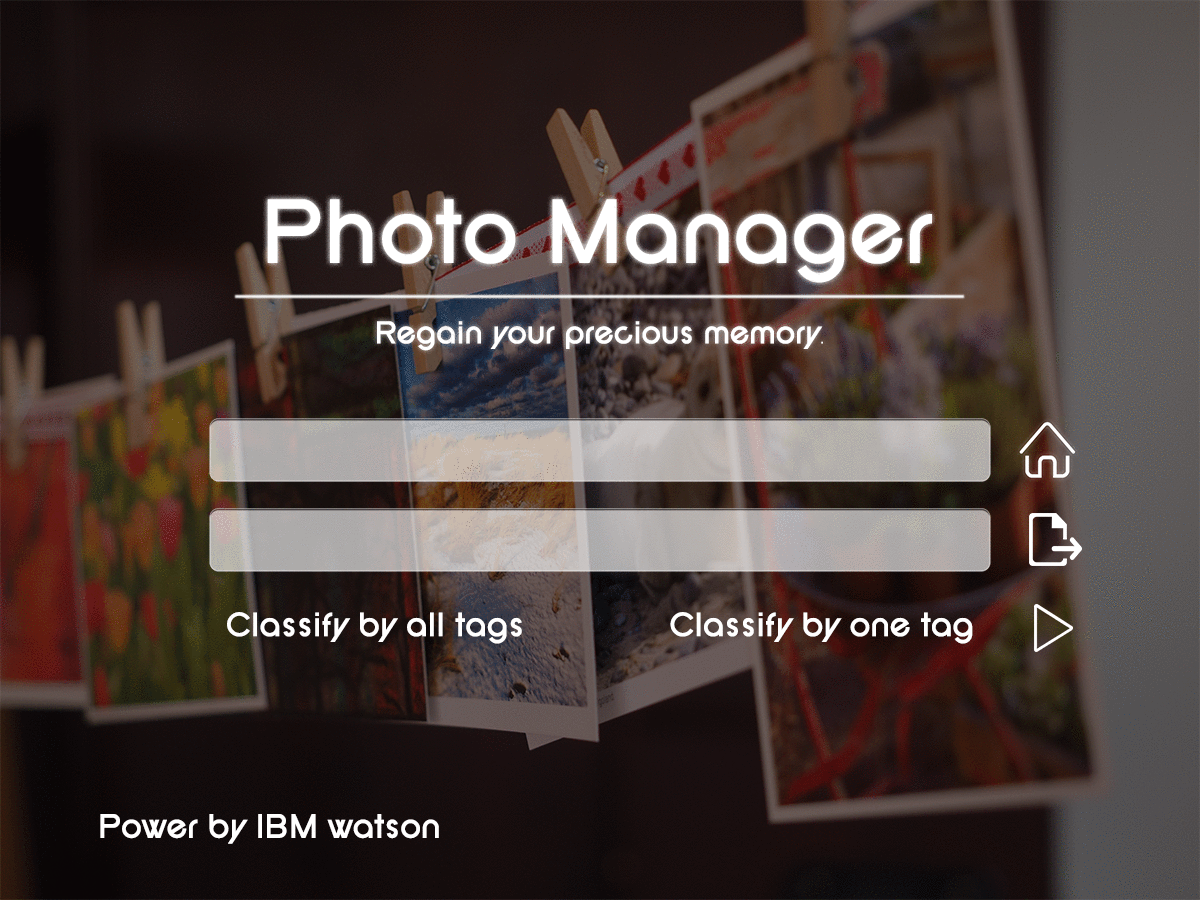 Photo Manager
Regain your precious memory.
Classify by all tags
Classify by one tag
Power by IBM watson